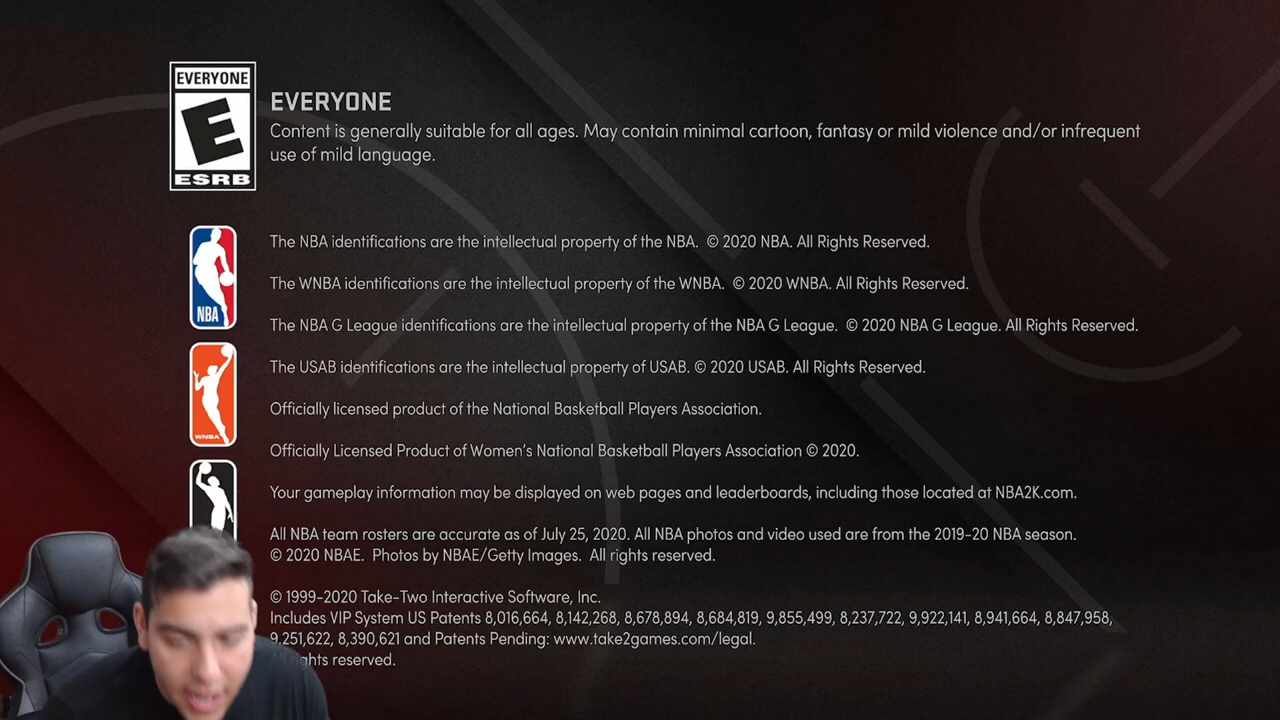 EVERYONE
E
ESRB
EVERYONE
Content is generally suitable for all ages. May contain minimal cartoon, fantasy or mild violence and/or infrequent
use of mild language.
NBA
The NBA identifications are the intellectual property of the NBA. © 2020 NBA. All Rights Reserved.
The WNBA identifications are the intellectual property of the WNBA. © 2020 WNBA. All Rights Reserved.
The NBA G League identifications are the intellectual property of the NBA G League. © 2020 NBA G League. All Rights Reserved.
WNBA
The USAB identifications are the intellectual property of USAB. © 2020 USAB. All Rights Reserved.
Officially licensed product of the National Basketball Players Association.
Officially Licensed Product of Women's National Basketball Players Association © 2020.
Your gameplay information may be displayed on web pages and leaderboards, including those located at NBA2K.com.
All NBA team rosters are accurate as of July 25, 2020. All NBA photos and video used are from the 2019-20 NBA season.
© 2020 NBAE. Photos by NBAE/Getty Images. All rights reserved.
© 1999-2020 Take-Two Interactive Software, Inc.
Includes VIP System US Patents 8,016,664, 8,142,268, 8,678,894, 8,684,819, 9,855,499, 8,237,722, 9,922,141, 8,941,664, 8,847,958,
9,251,622, 8,390,621 and Patents Pending: www.take2games.com/legal.
All rights reserved.